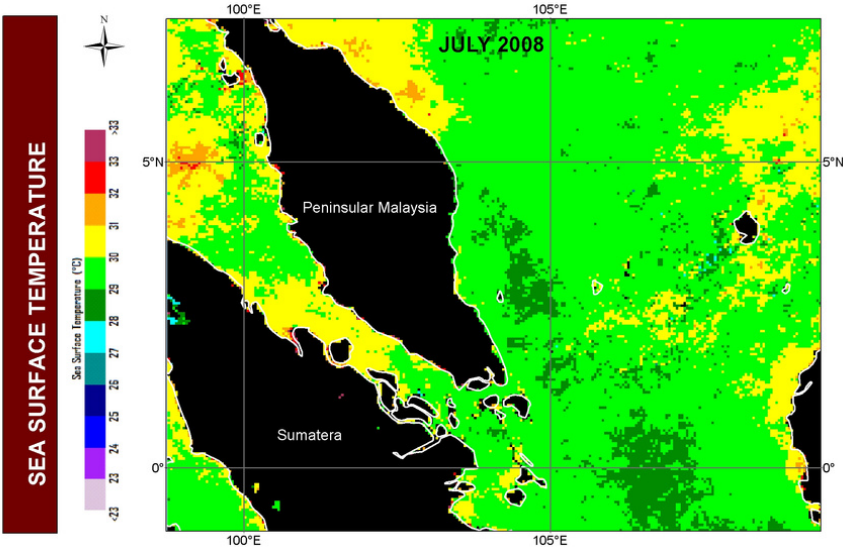 SEA SURFACE TEMPERATURE
N
>33
33
32
31
30
29
28
27
26
25
24
23
<23
Sea Surface Temperature (°C)
100°E
105°E
JULY 2008
5°N
5°N
Peninsular Malaysia
Sumatera
0°
0°
100°E
105°E